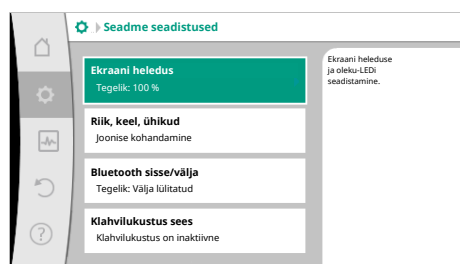 Seadme seadistused
Ekraani heledus
Tegelik: 100 %
Riik, keel, ühikud
Joonise kohandamine
Bluetooth sisse/välja
Tegelik: Välja lülitatud
Klahvilukustus sees
Klahvilukustus on inaktiivne
Ekraani heleduse
ja oleku-LEDi
seadistamine.